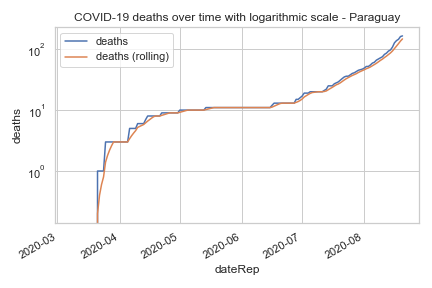 COVID-19 deaths over time with logarithmic scale - Paraguay
deaths
deaths (rolling)
10²
10¹
10⁰
deaths
2020-03
2020-04
2020-05
2020-06
2020-07
2020-08
dateRep